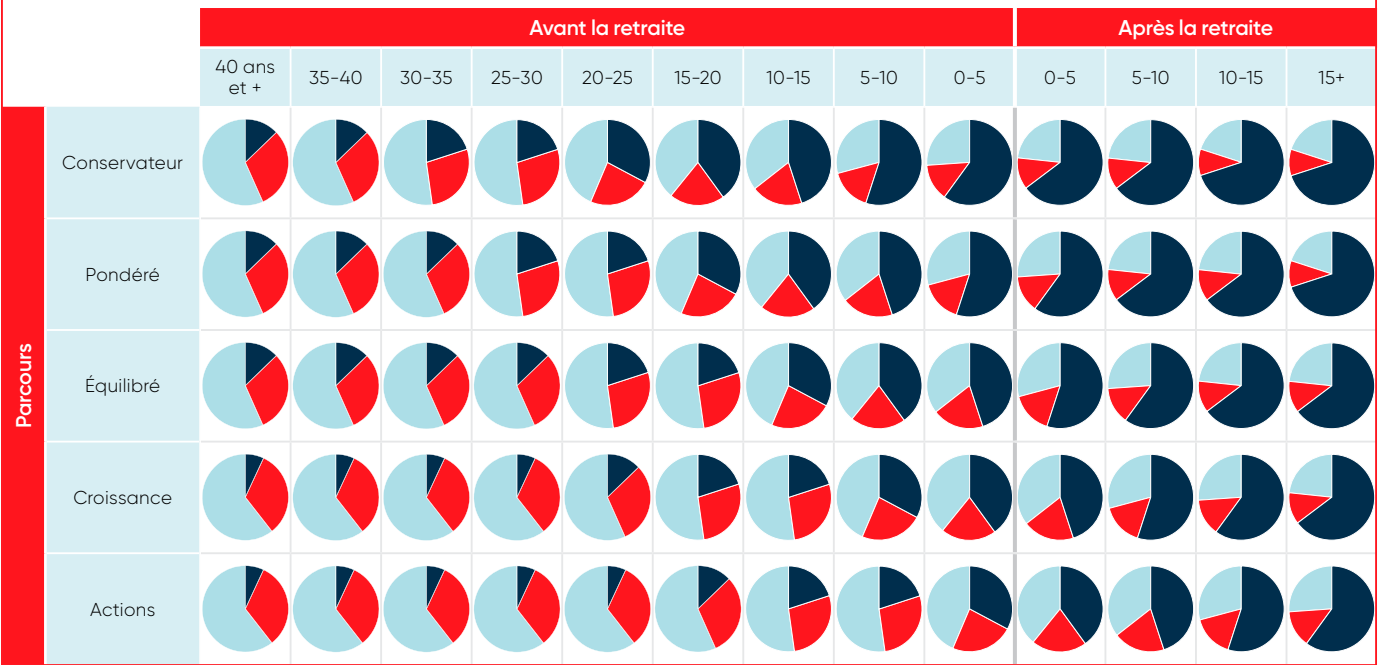 Avant la retraite
Après la retraite
40 ans
et +
35-40
30-35
25-30
20-25
15-20
10-15
5-10
0-5
0-5
5-10
10-15
15+
Parcours
Conservateur
Pondéré
Équilibré
Croissance
Actions